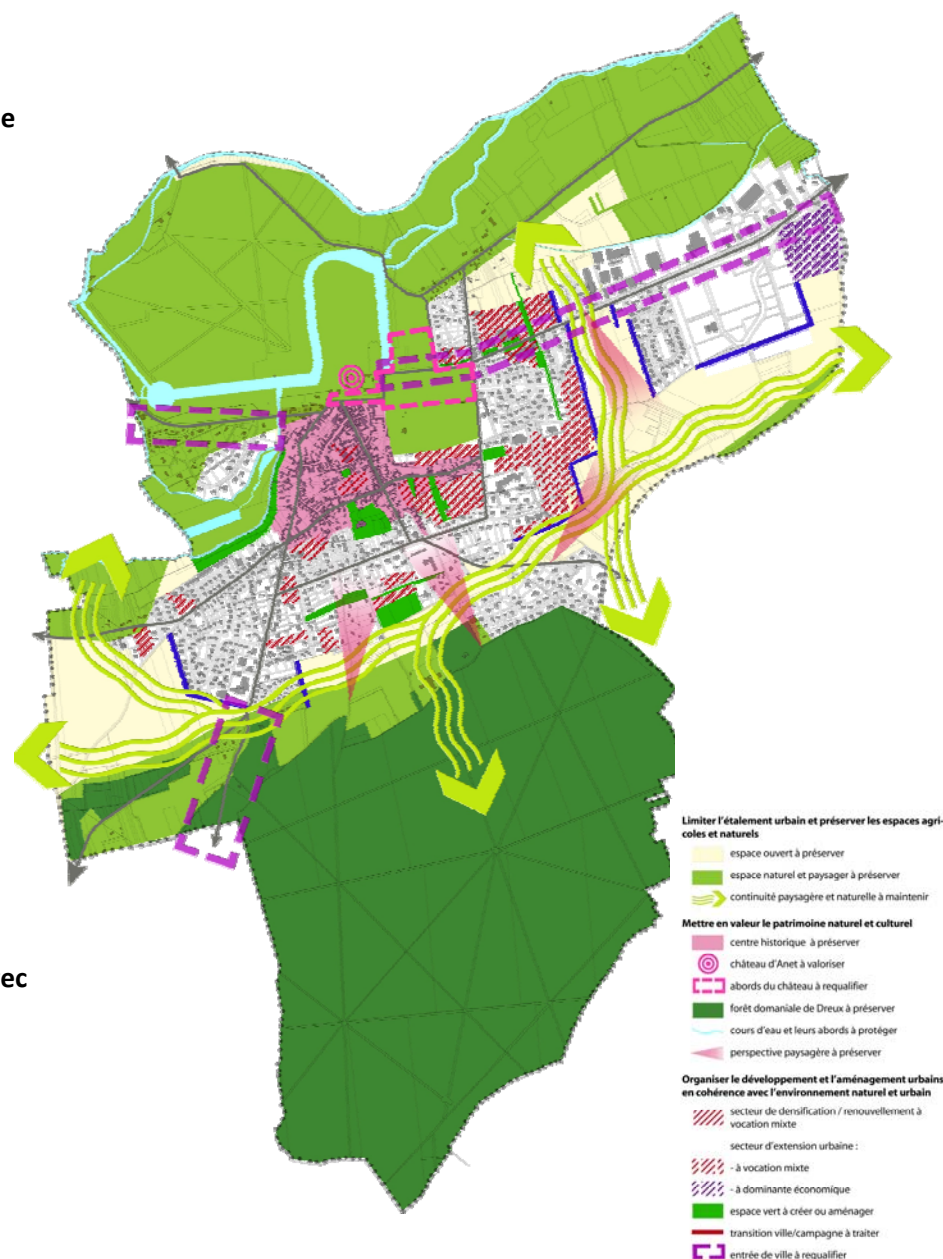 e
ec
Limiter l'étalement urbain et préserver les espaces agri-
coles et naturels
espace ouvert à préserver
espace naturel et paysager à préserver
continuité paysagère et naturelle à maintenir
Mettre en valeur le patrimoine naturel et culturel
centre historique à préserver
château d'Anet à valoriser
abords du château à requalifier
forêt domaniale de Dreux à préserver
cours d'eau et leurs abords à protéger
perspective paysagère à préserver
Organiser le développement et l'aménagement urbains
en cohérence avec l'environnement naturel et urbain
secteur de densification / renouvellement à
vocation mixte
secteur d'extension urbaine :
- à vocation mixte
- à dominante économique
espace vert à créer ou aménager
transition ville/campagne à traiter
entrée de ville à requalifier